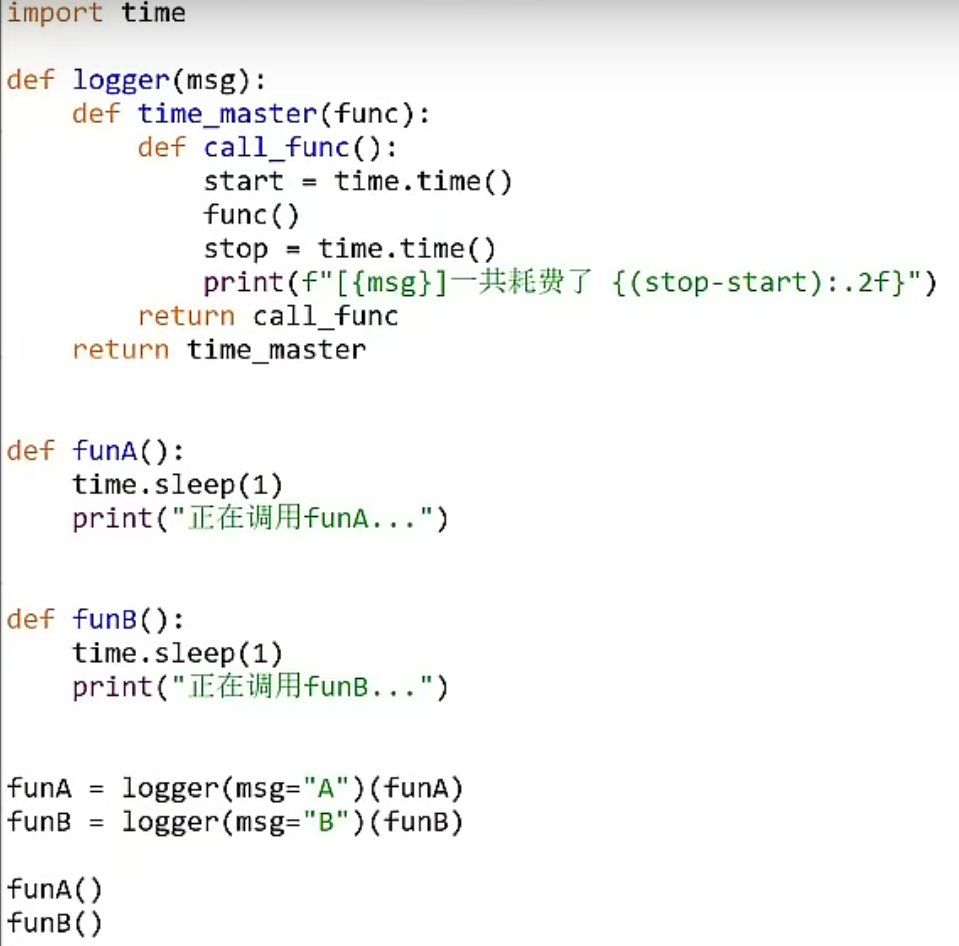 import time
def logger(msg):
    def time_master(func):
        def call_func():
            start = time.time()
            func()
            stop = time.time()
            print(f"[{msg}]一共耗费了 {(stop-start):.2f}")
        return call_func
    return time_master
def funA():
    time.sleep(1)
    print("正在调用funA...")
def funB():
    time.sleep(1)
    print("正在调用funB...")
funA = logger(msg="A")(funA)
funB = logger(msg="B")(funB)
funA()
funB()